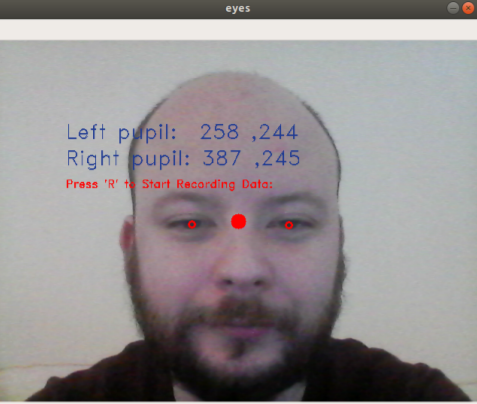 eyes
Left pupil:  258 ,244
Right pupil: 387 ,245
Press 'R' to Start Recording Data: